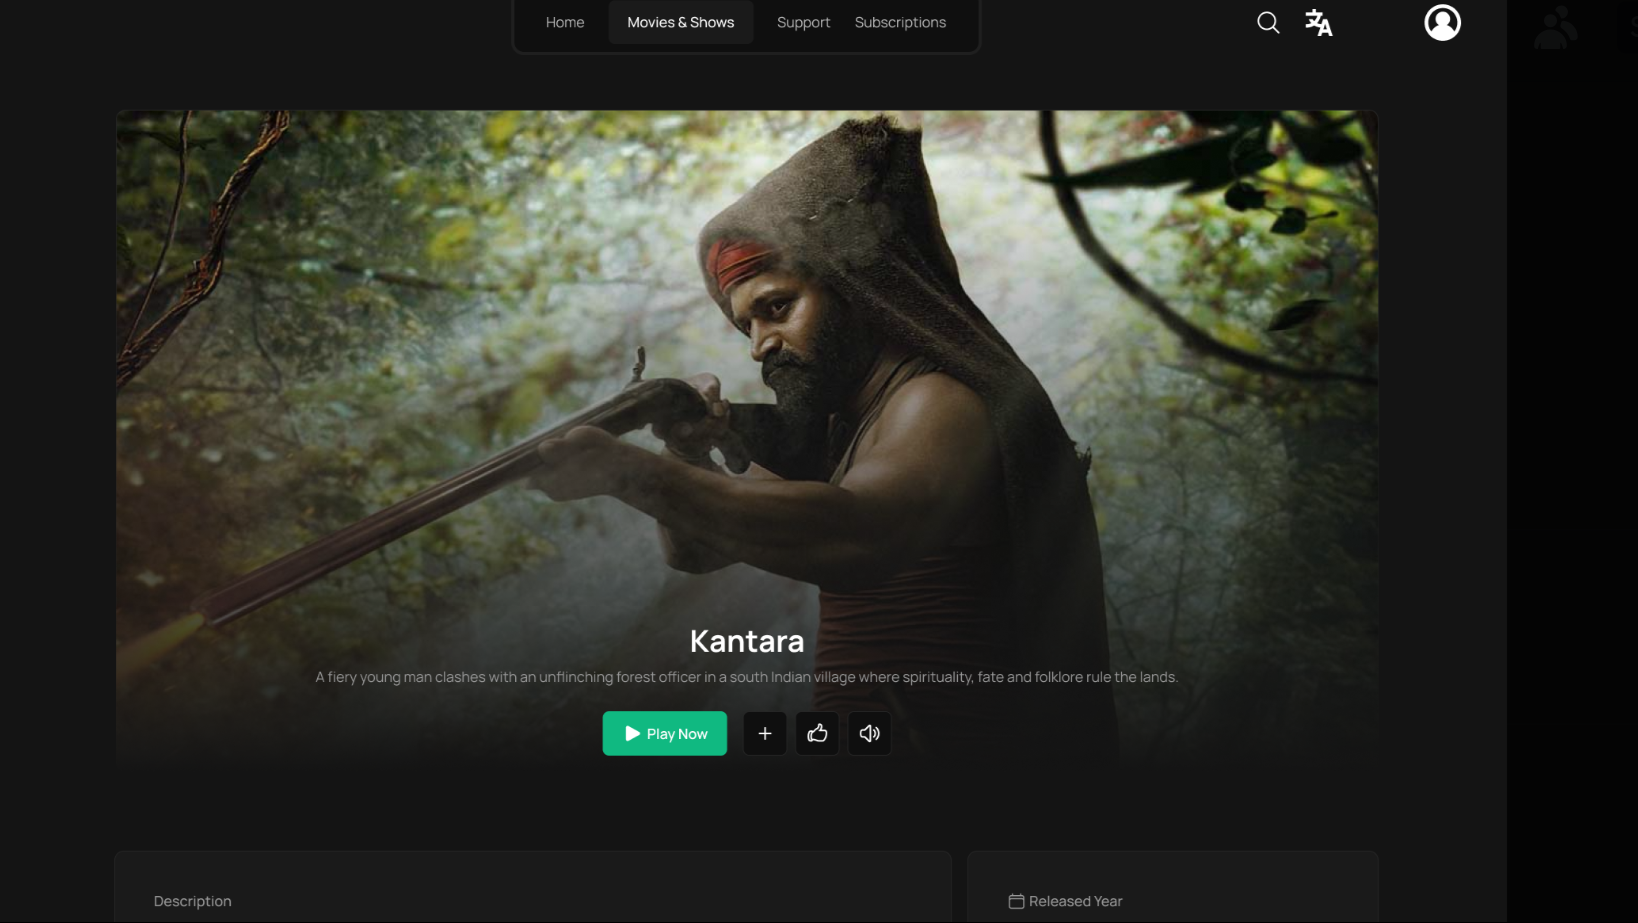 Home
Movies & Shows
Support
Subscriptions
Kantara
A fiery young man clashes with an unflinching forest officer in a south Indian village where spirituality, fate and folklore rule the lands.
Play Now
Description
Released Year